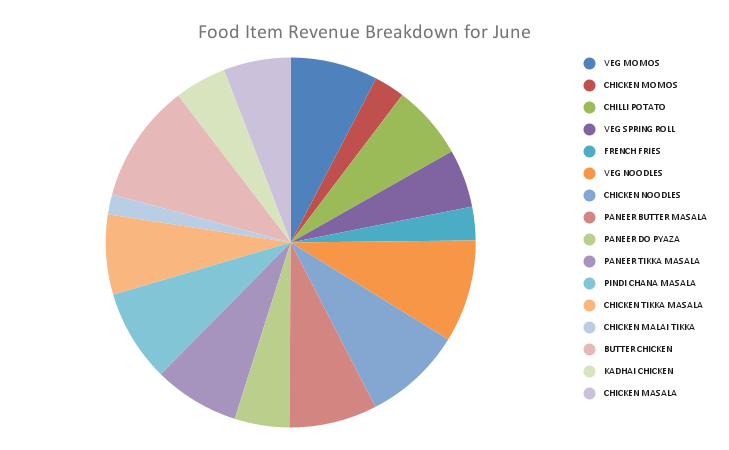 Food Item Revenue Breakdown for June
VEG MOMOS
CHICKEN MOMOS
CHILLI POTATO
VEG SPRING ROLL
FRENCH FRIES
VEG NOODLES
CHICKEN NOODLES
PANEER BUTTER MASALA
PANEER DO PYAZA
PANEER TIKKA MASALA
PINDI CHANA MASALA
CHICKEN TIKKA MASALA
CHICKEN MALAI TIKKA
BUTTER CHICKEN
KADHAI CHICKEN
CHICKEN MASALA